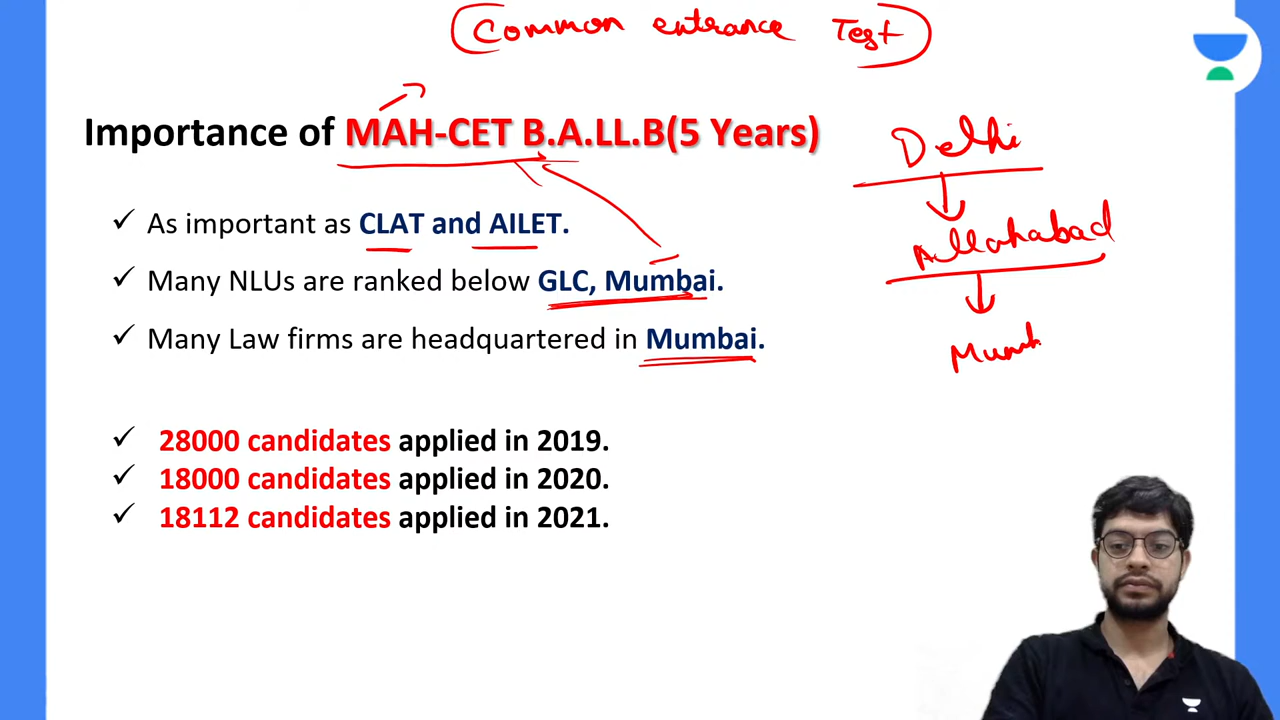 Common entrance Test
Importance of MAH-CET B.A.LL.B(5 Years)
✓ As important as CLAT and AILET.
✓ Many NLUs are ranked below GLC, Mumbai.
✓ Many Law firms are headquartered in Mumbai.
✓ 28000 candidates applied in 2019.
✓ 18000 candidates applied in 2020.
✓ 18112 candidates applied in 2021.
Delhi
Allahabad
Mumb